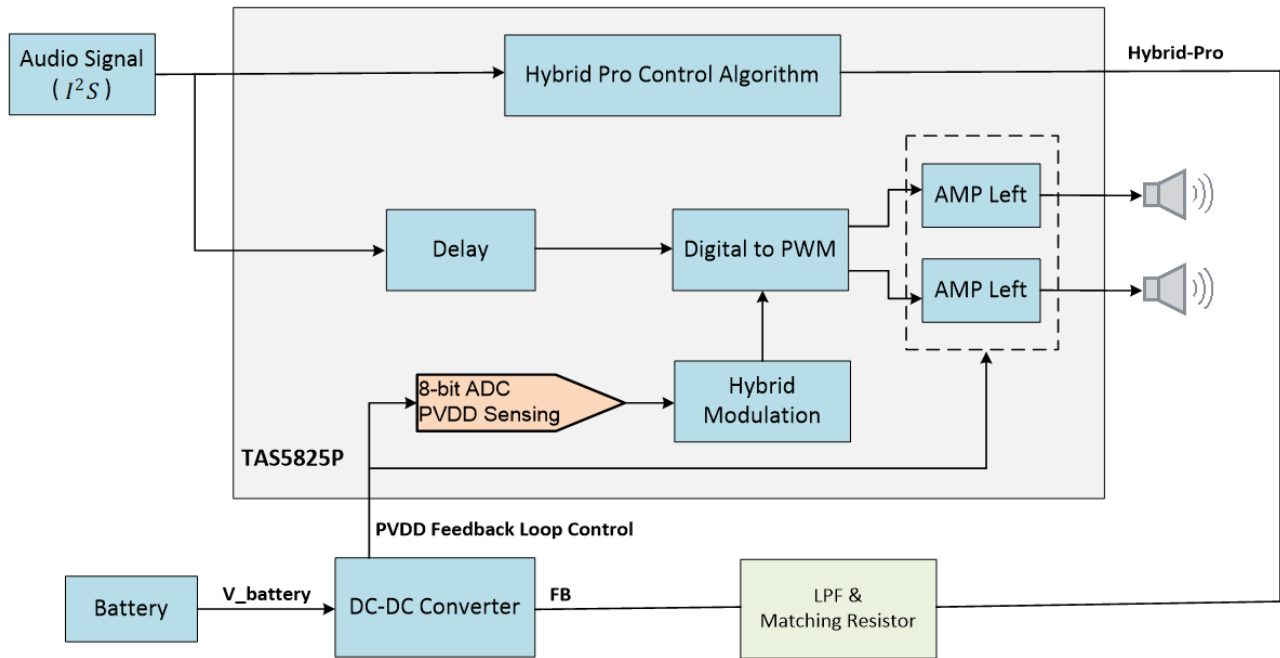 Audio Signal
( I²S )
Hybrid Pro Control Algorithm
Hybrid-Pro
AMP Left
Delay
Digital to PWM
AMP Left
8-bit ADC
PVDD Sensing
Hybrid
Modulation
TAS5825P
PVDD Feedback Loop Control
Battery
V_battery
DC-DC Converter
FB
LPF &
Matching Resistor